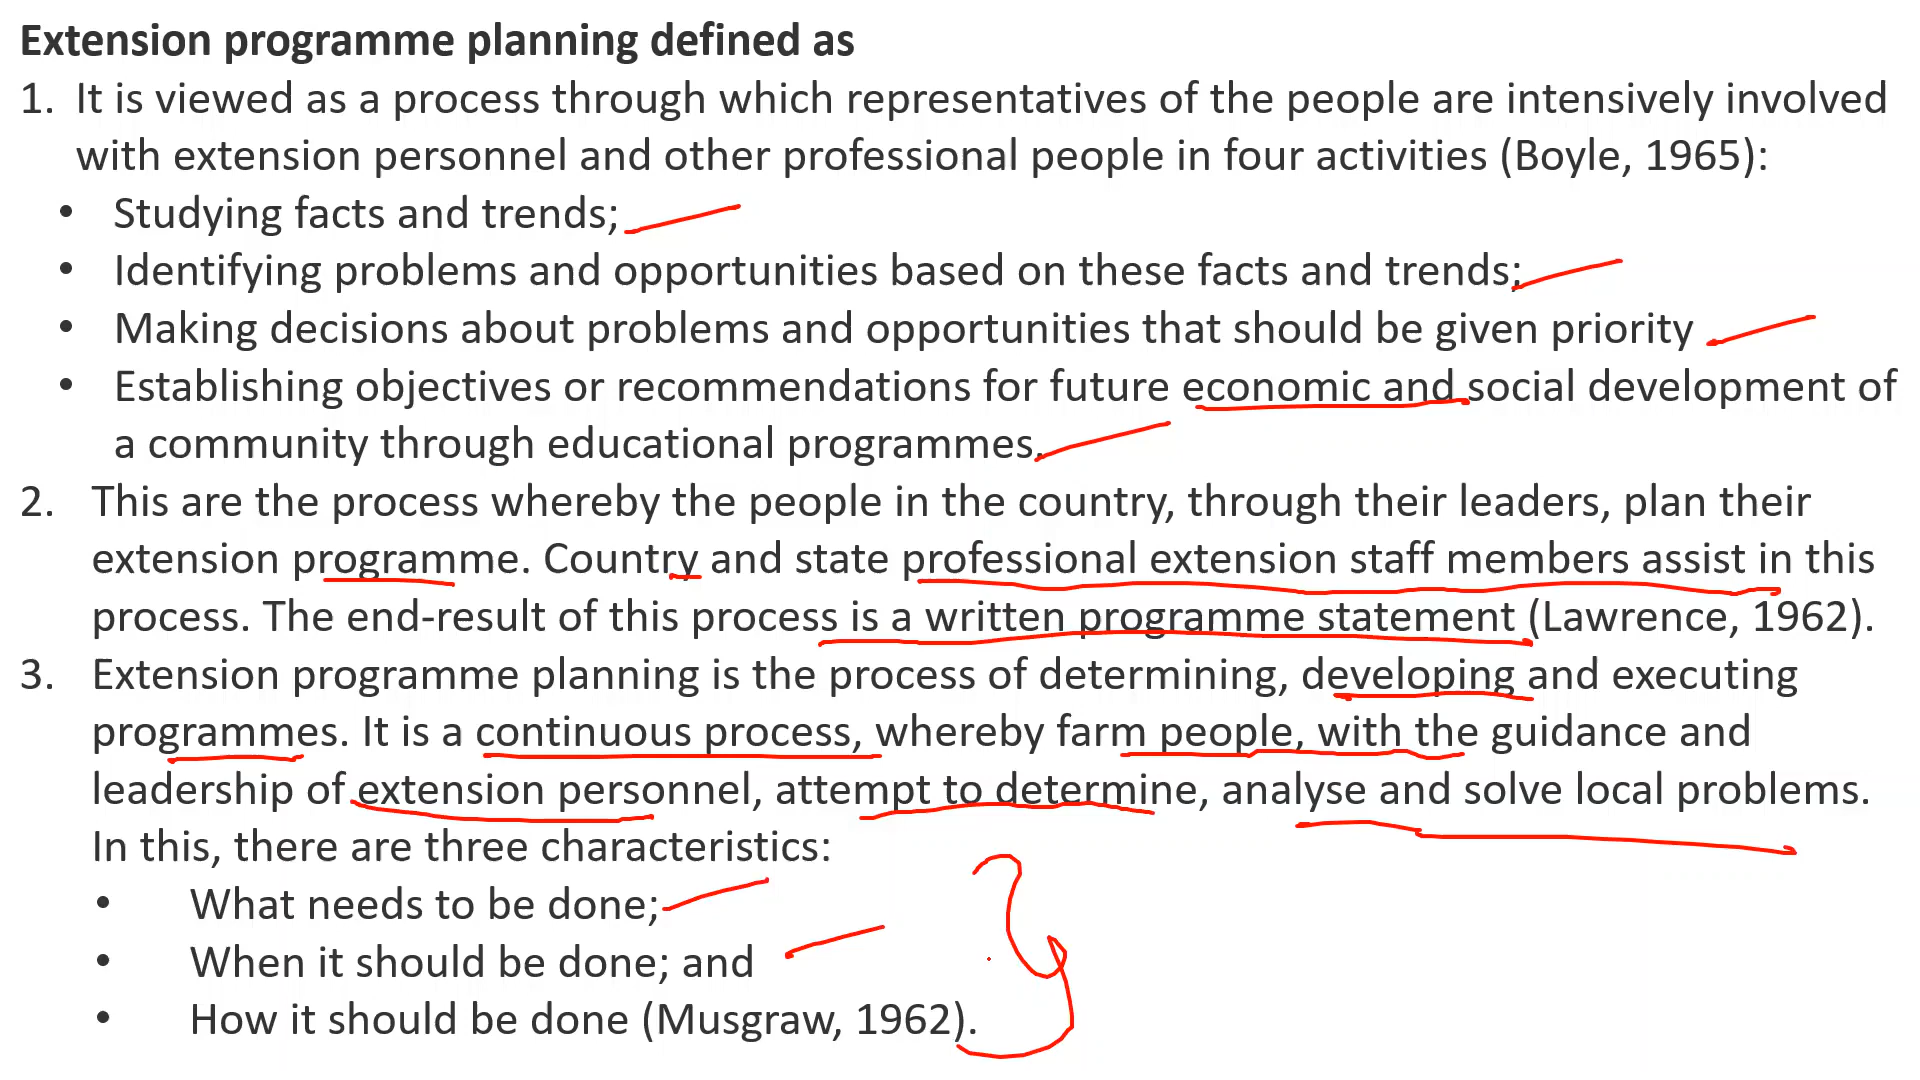 Extension programme planning defined as
1. It is viewed as a process through which representatives of the people are intensively involved
with extension personnel and other professional people in four activities (Boyle, 1965):
• Studying facts and trends;
• Identifying problems and opportunities based on these facts and trends;
• Making decisions about problems and opportunities that should be given priority
• Establishing objectives or recommendations for future economic and social development of
a community through educational programmes.
2. This are the process whereby the people in the country, through their leaders, plan their
extension programme. Country and state professional extension staff members assist in this
process. The end-result of this process is a written programme statement (Lawrence, 1962).
3. Extension programme planning is the process of determining, developing and executing
programmes. It is a continuous process, whereby farm people, with the guidance and
leadership of extension personnel, attempt to determine, analyse and solve local problems.
In this, there are three characteristics:
• What needs to be done;
• When it should be done; and
• How it should be done (Musgraw, 1962).